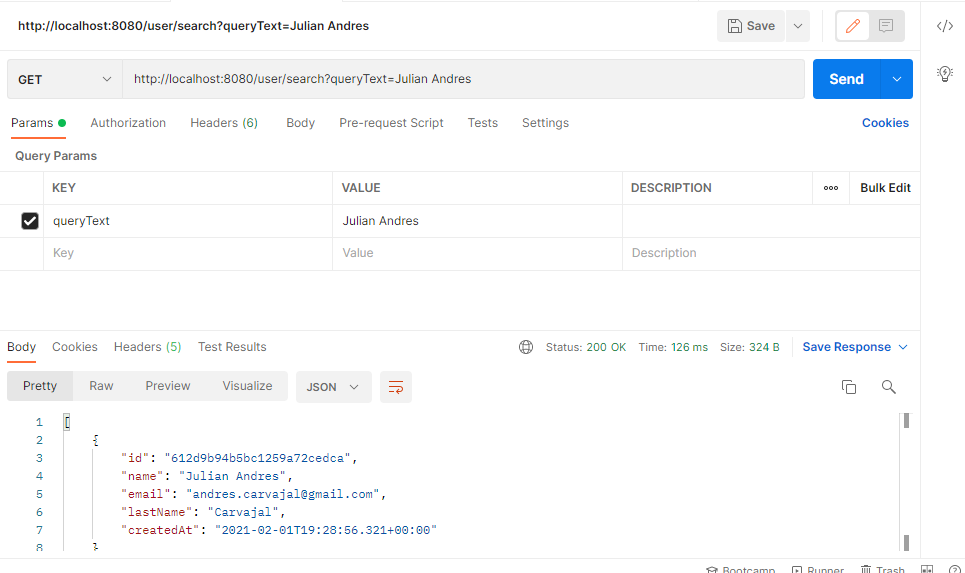 http://localhost:8080/user/search?queryText=Julian Andres
Save
GET
http://localhost:8080/user/search?queryText=Julian Andres
Send
Params Authorization Headers (6) Body Pre-request Script Tests Settings Cookies
Query Params
KEY VALUE DESCRIPTION ooo Bulk Edit
queryText Julian Andres
Key Value Description
Body Cookies Headers (5) Test Results Status: 200 OK Time: 126 ms Size: 324 B Save Response
Pretty Raw Preview Visualize JSON
1 [
2 {
3 "id": "612d9b94b5bc1259a72cedca",
4 "name": "Julian Andres",
5 "email": "andres.carvajal@gmail.com",
6 "lastName": "Carvajal",
7 "createdAt": "2021-02-01T19:28:56.321+00:00"
8 }
Bootcamp Runner Trash